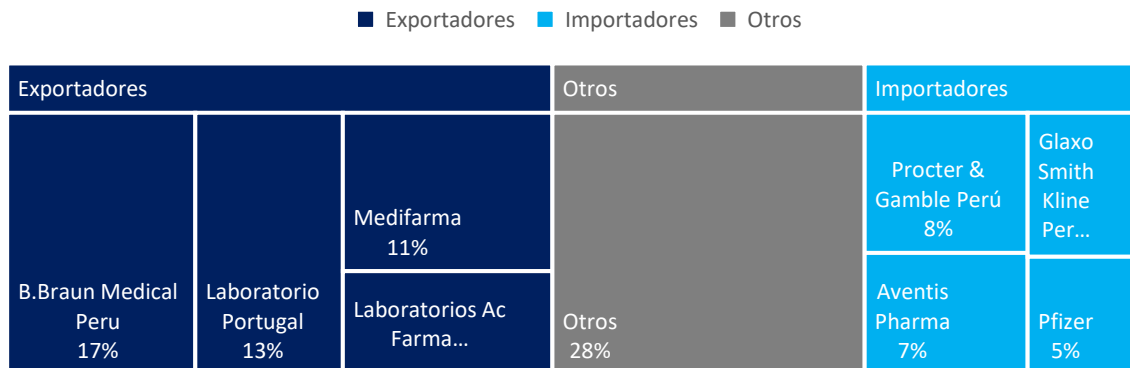 Exportadores Importadores Otros
Exportadores
Otros
Importadores
B.Braun Medical
Peru
17%
Laboratorio
Portugal
13%
Medifarma
11%
Laboratorios Ac
Farma...
Otros
28%
Procter &
Gamble Perú
8%
Glaxo
Smith
Kline
Per...
Aventis
Pharma
7%
Pfizer
5%